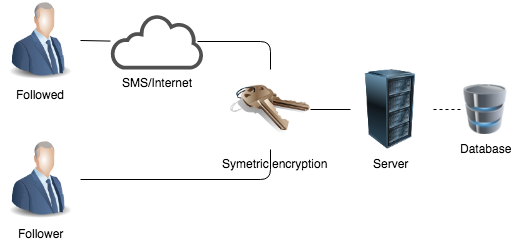 Followed
SMS/Internet
Symetric encryption
Server
Database
Follower